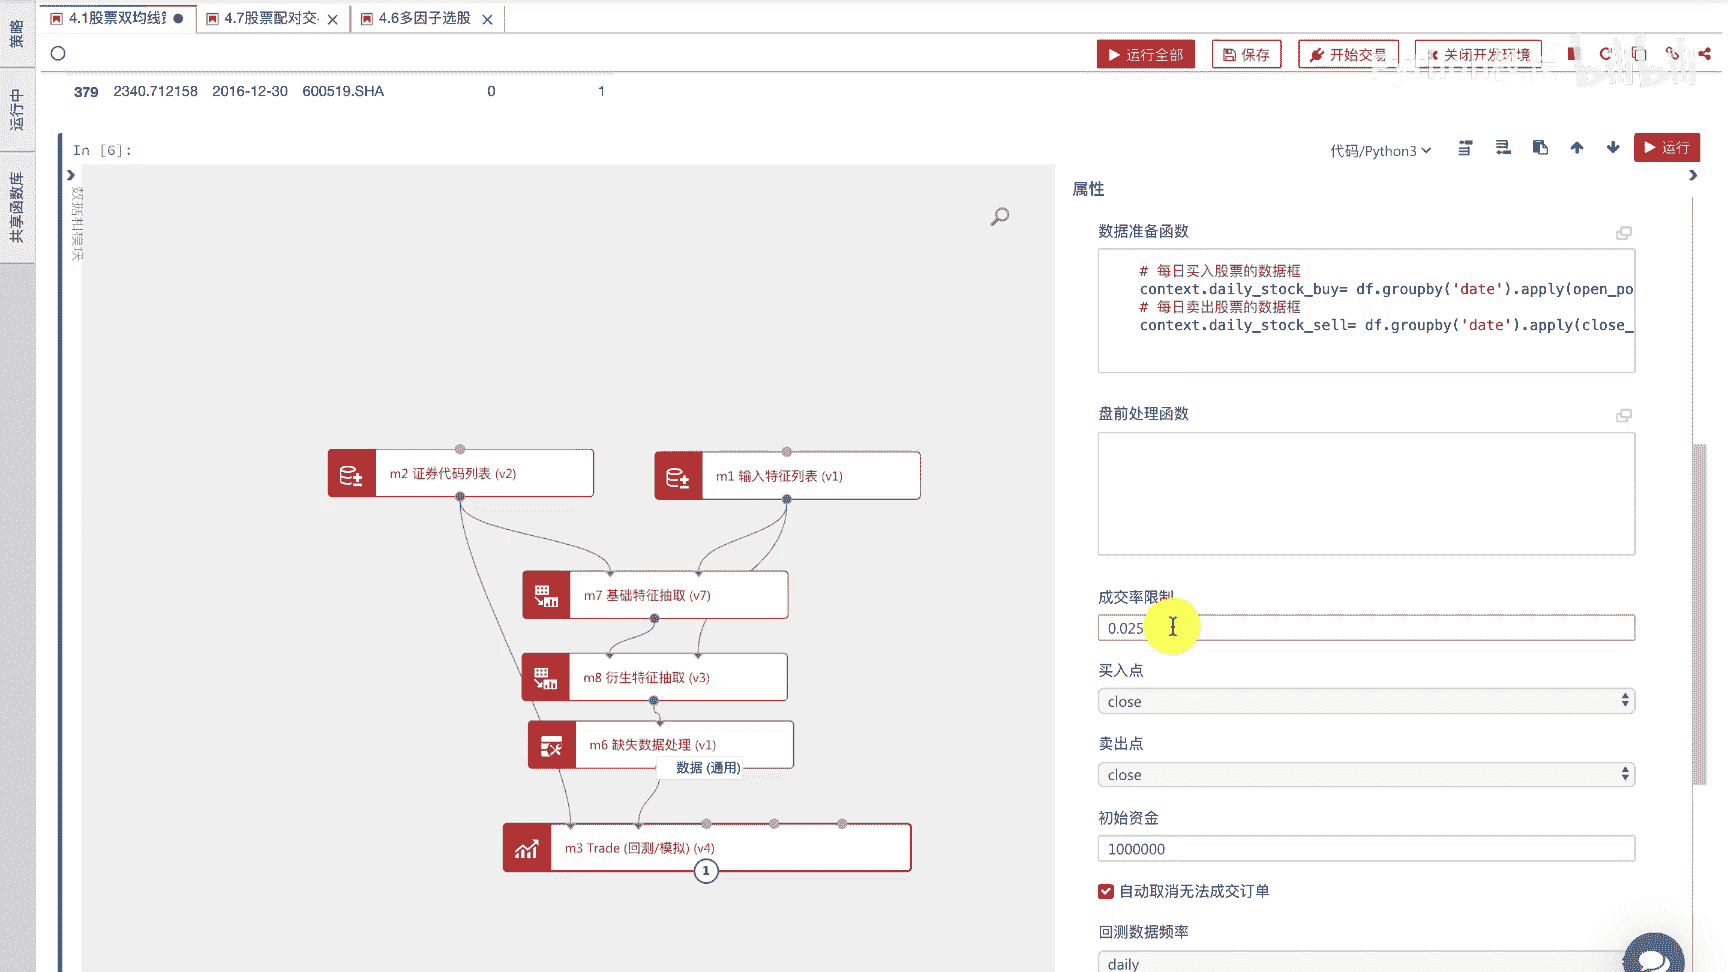 策略
运行中
共享函数库
4.1股票双均线策
4.7股票配对交
4.6多因子选股
运行全部
保存
开始交易
关闭开发环境
bilibili
379 2340.712158 2016-12-30 600519.SHA 0 1
In [6]:
代码/Python3
运行
数据和模块
属性
数据准备函数
# 每日买入股票的数据框
context.daily_stock_buy= df.groupby('date').apply(open_po
# 每日卖出股票的数据框
context.daily_stock_sell= df.groupby('date').apply(close_
盘前处理函数
m2 证券代码列表 (v2)
m1 输入特征列表 (v1)
m7 基础特征抽取 (v7)
m8 衍生特征抽取 (v3)
m6 缺失数据处理 (v1)
数据 (通用)
m3 Trade (回测/模拟) (v4)
1
成交率限制
0.025
买入点
close
卖出点
close
初始资金
1000000
自动取消无法成交订单
回测数据频率
daily